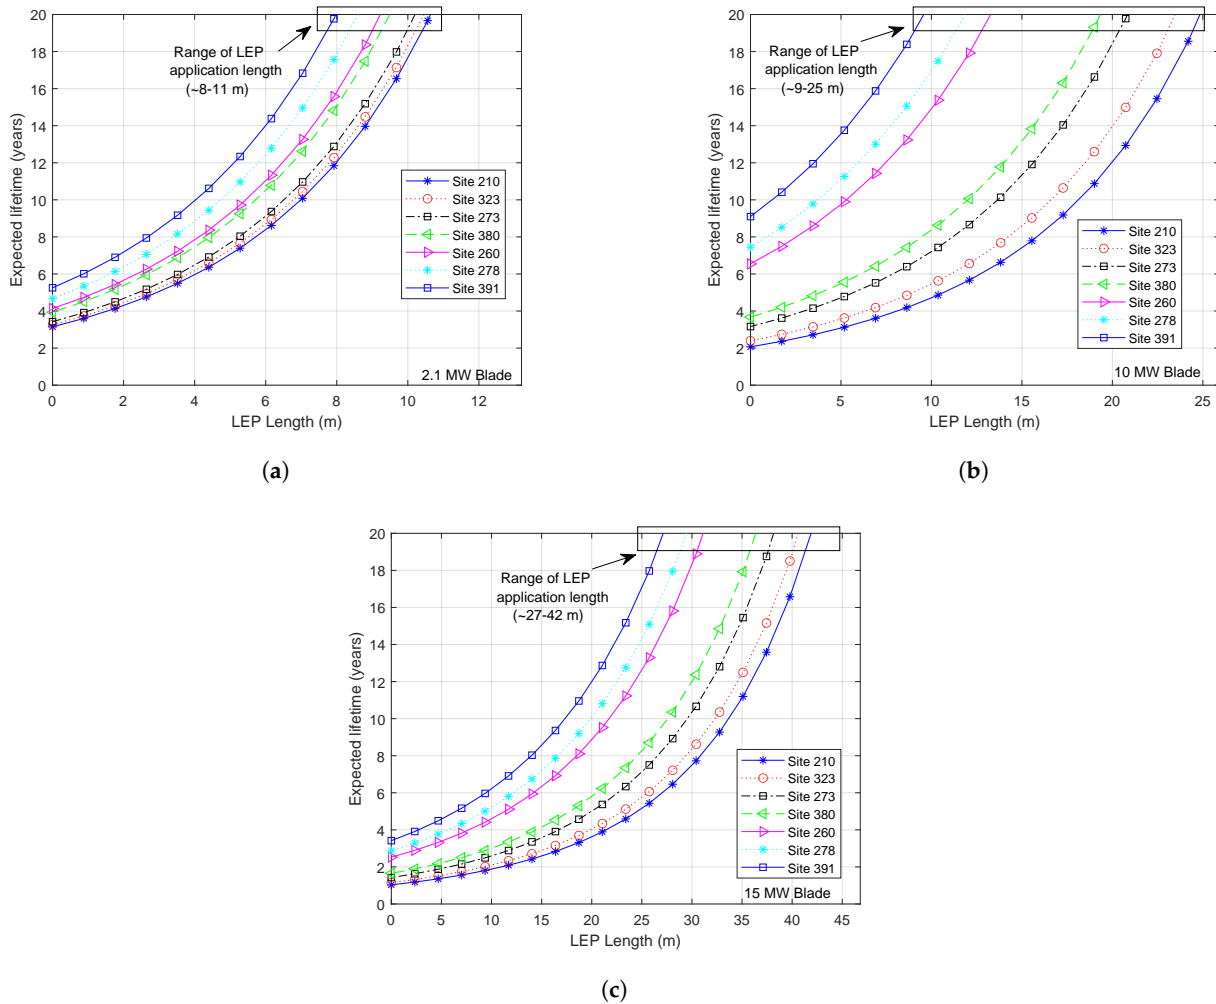 20
18
16
14
12
10
8
6
4
2
0
Expected lifetime (years)
Range of LEP
application length
(~8-11 m)
Site 210
Site 323
Site 273
Site 380
Site 260
Site 278
Site 391
2.1 MW Blade
0 2 4 6 8 10 12
LEP Length (m)
(a)
20
18
16
14
12
10
8
6
4
2
0
Expected lifetime (years)
Range of LEP
application length
(~9-25 m)
Site 210
Site 323
Site 273
Site 380
Site 260
Site 278
Site 391
10 MW Blade
0 5 10 15 20 25
LEP Length (m)
(b)
20
18
16
14
12
10
8
6
4
2
0
Expected lifetime (years)
Range of LEP
application length
(~27-42 m)
Site 210
Site 323
Site 273
Site 380
Site 260
Site 278
Site 391
15 MW Blade
0 5 10 15 20 25 30 35 40 45
LEP Length (m)
(c)